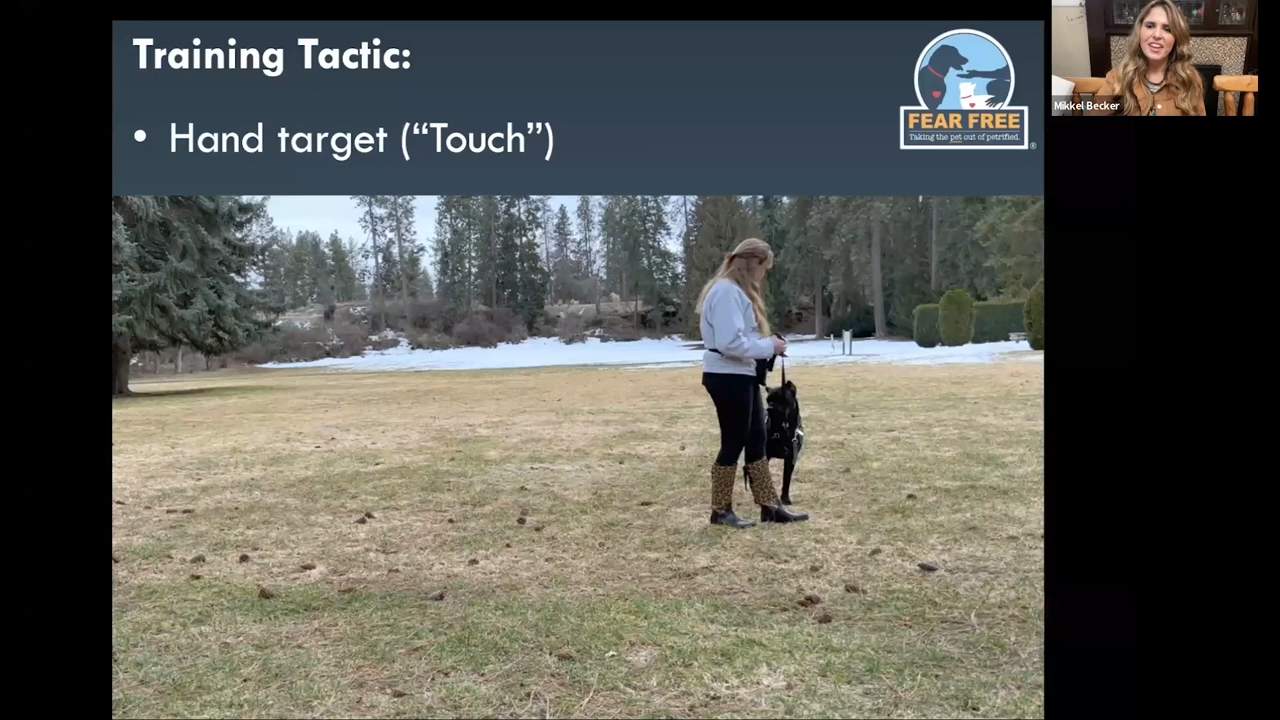 Training Tactic:
• Hand target (“Touch”)
FEAR FREE
Taking the pet out of petrified.
®
Mikkel Becker